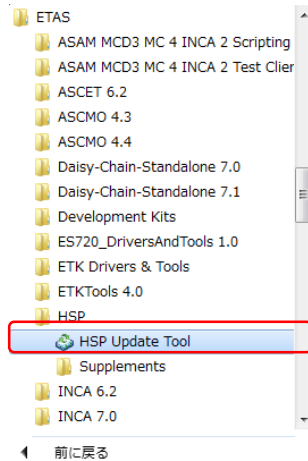 ETAS
ASAM MCD3 MC 4 INCA 2 Scripting
ASAM MCD3 MC 4 INCA 2 Test Clier
ASCET 6.2
ASCMO 4.3
ASCMO 4.4
Daisy-Chain-Standalone 7.0
Daisy-Chain-Standalone 7.1
Development Kits
ES720_DriversAndTools 1.0
ETK Drivers & Tools
ETKTools 4.0
HSP
HSP Update Tool
Supplements
INCA 6.2
INCA 7.0
前に戻る